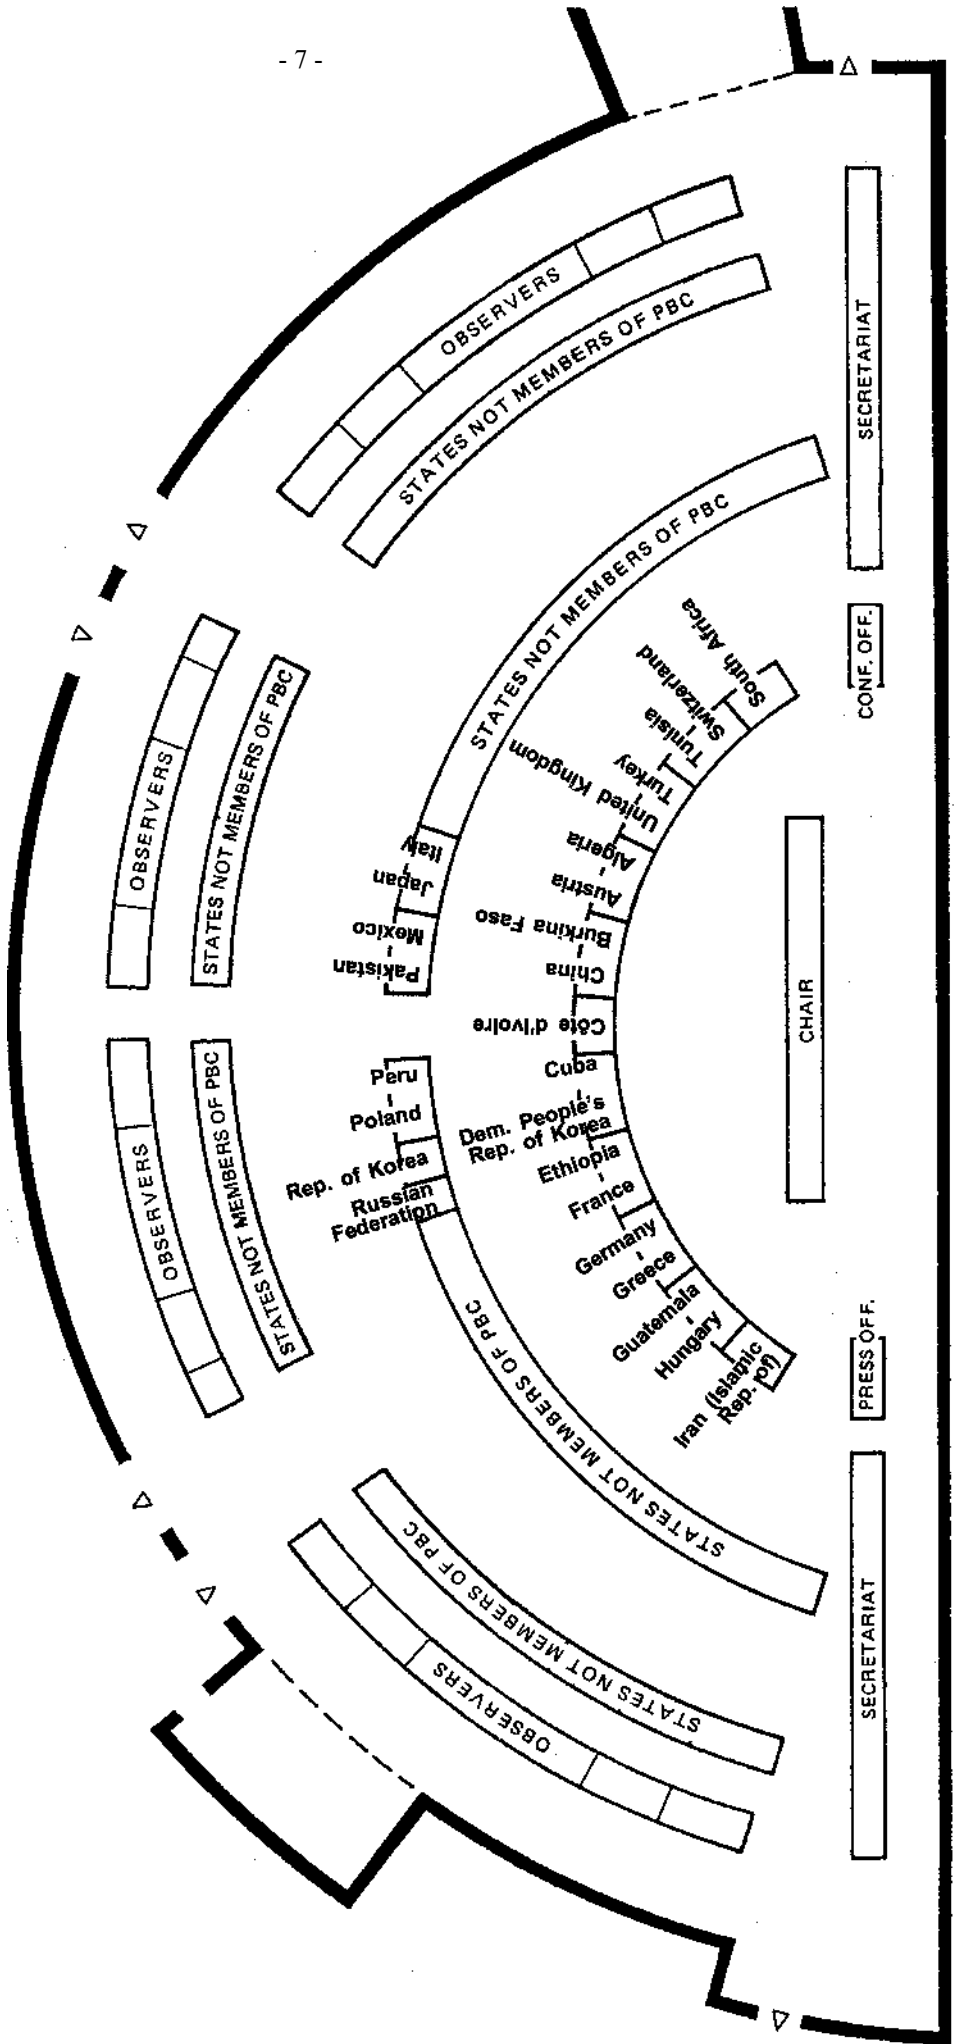 - 7 -
OBSERVERS
STATES NOT MEMBERS OF PBC
SECRETARIAT
STATES NOT MEMBERS OF PBC
CONF. OFF.
South Africa
Switzerland
Tunisia
Turkey
United Kingdom
Algeria
Austria
Burkina Faso
China
Côte d'Ivoire
Cuba
Dem. People's
Rep. of Korea
Ethiopia
France
Germany
Greece
Guatemala
Hungary
Iran (Islamic
Rep. of)
OBSERVERS
STATES NOT MEMBERS OF PBC
Italy
Japan
Mexico
Pakistan
Peru
Poland
Rep. of Korea
Russian
Federation
CHAIR
OBSERVERS
STATES NOT MEMBERS OF PBC
STATES NOT MEMBERS OF PBC
PRESS OFF.
STATES NOT MEMBERS OF PBC
OBSERVERS
SECRETARIAT